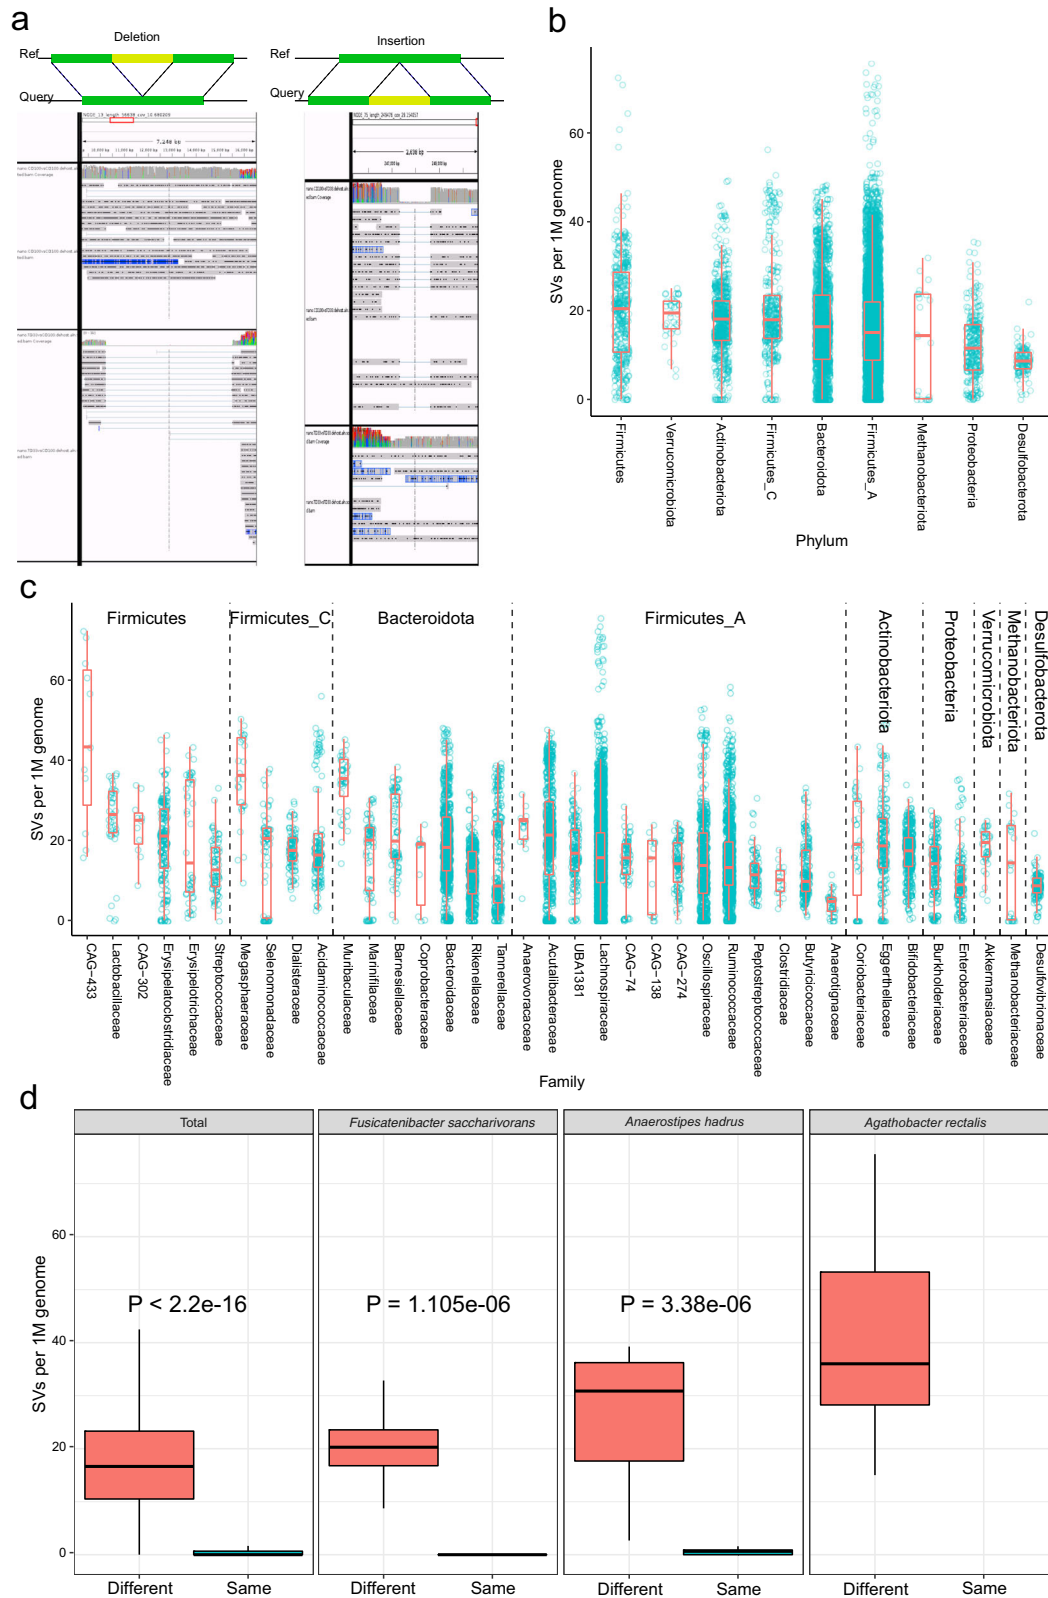 a
Deletion
Insertion
Ref
Query
Ref
Query
b
SVs per 1M genome
60
40
20
0
Firmicutes
Verrucomicrobiota
Actinobacteriota
Firmicutes_C
Bacteroidota
Firmicutes_A
Methanobacteriota
Proteobacteria
Desulfobacterota
Phylum
c
Firmicutes
Firmicutes_C
Bacteroidota
Firmicutes_A
Actinobacteriota
Proteobacteria
Verrucomicrobiota
Methanobacteriota
Desulfobacterota
SVs per 1M genome
60
40
20
0
CAG-433
Lactobacillaceae
CAG-302
Erysipelatoclostridiaceae
Erysipelotrichaceae
Streptococcaceae
Megasphaeraceae
Selenomonadaceae
Dialisteraceae
Acidaminococcaceae
Muribaculaceae
Marinifilaceae
Barnesiellaceae
Coprobacteraceae
Bacteroidaceae
Rikenellaceae
Tannerellaceae
Anaerovoracaceae
Acutalibacteraceae
UBA1381
Lachnospiraceae
CAG-74
CAG-138
CAG-274
Oscillospiraceae
Ruminococcaceae
Peptostreptococcaceae
Clostridiaceae
Butyricicoccaceae
Anaerotignaceae
Coriobacteriaceae
Eggerthellaceae
Bifidobacteriaceae
Burkholderiaceae
Enterobacteriaceae
Akkermansiaceae
Methanobacteriaceae
Desulfovibrionaceae
Family
d
Total
Fusicatenibacter saccharivorans
Anaerostipes hadrus
Agathobacter rectalis
SVs per 1M genome
60
40
20
0
P < 2.2e-16
P = 1.105e-06
P = 3.38e-06
Different Same
Different Same
Different Same
Different Same